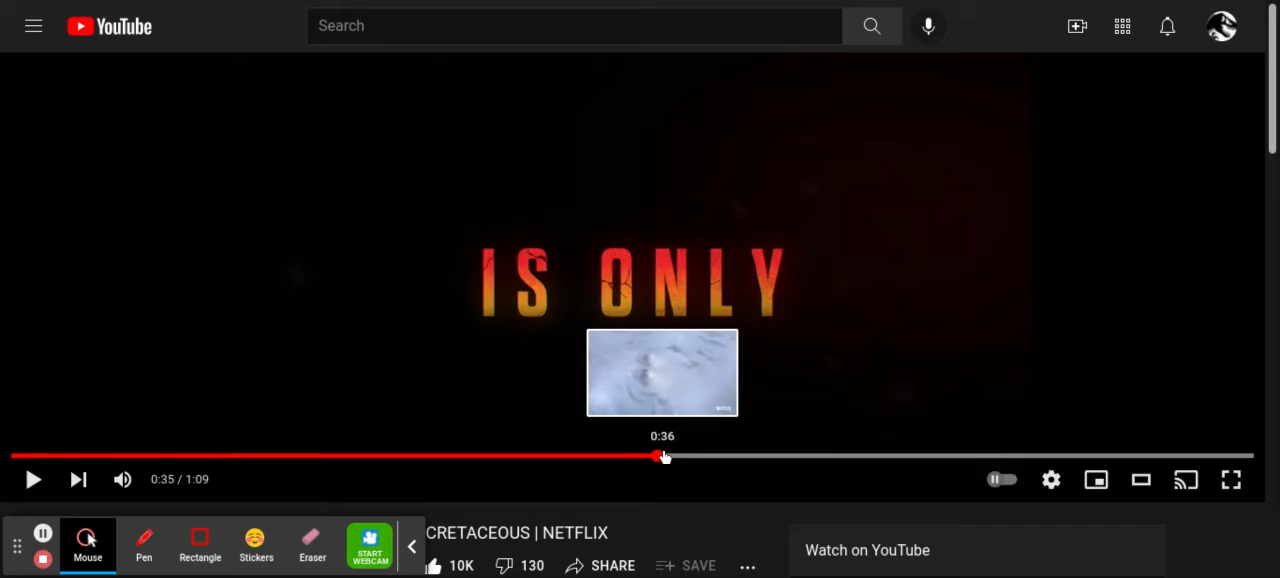 YouTube
Search
IS ONLY
0:36
0:35 / 1:09
Mouse
Pen
Rectangle
Stickers
Eraser
START
WEBCAM
CRETACEOUS | NETFLIX
10K
130
SHARE
SAVE
Watch on YouTube